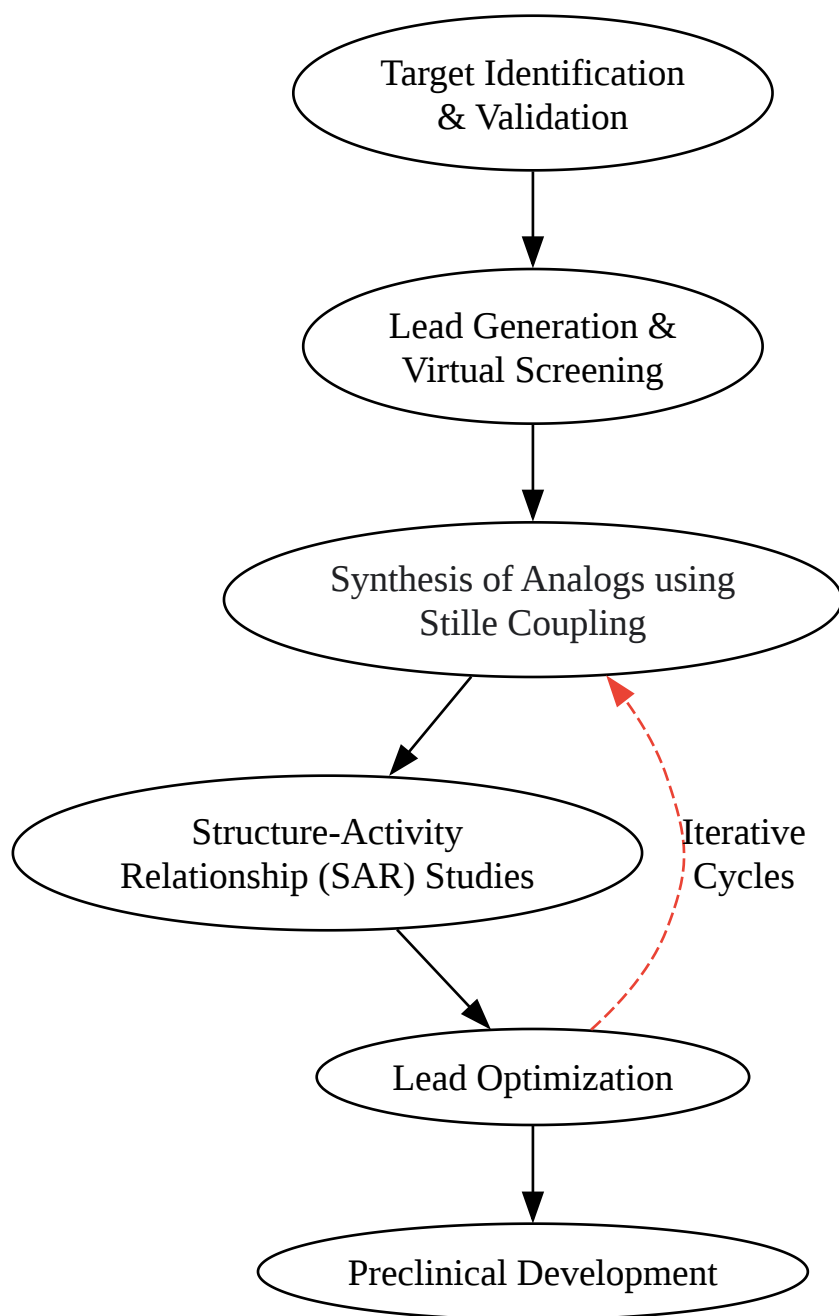 Target Identification
& Validation
Lead Generation &
Virtual Screening
Synthesis of Analogs using
Stille Coupling
Structure-Activity
Relationship (SAR) Studies
Iterative
Cycles
Lead Optimization
Preclinical Development